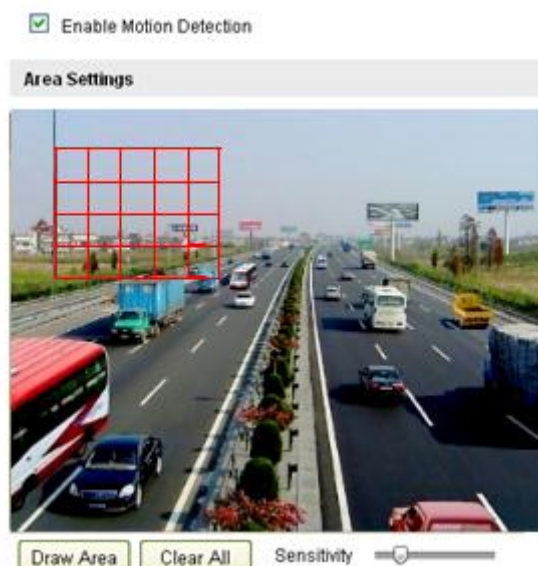 Enable Motion Detection
Area Settings
Draw Area
Clear All
Sensitivity